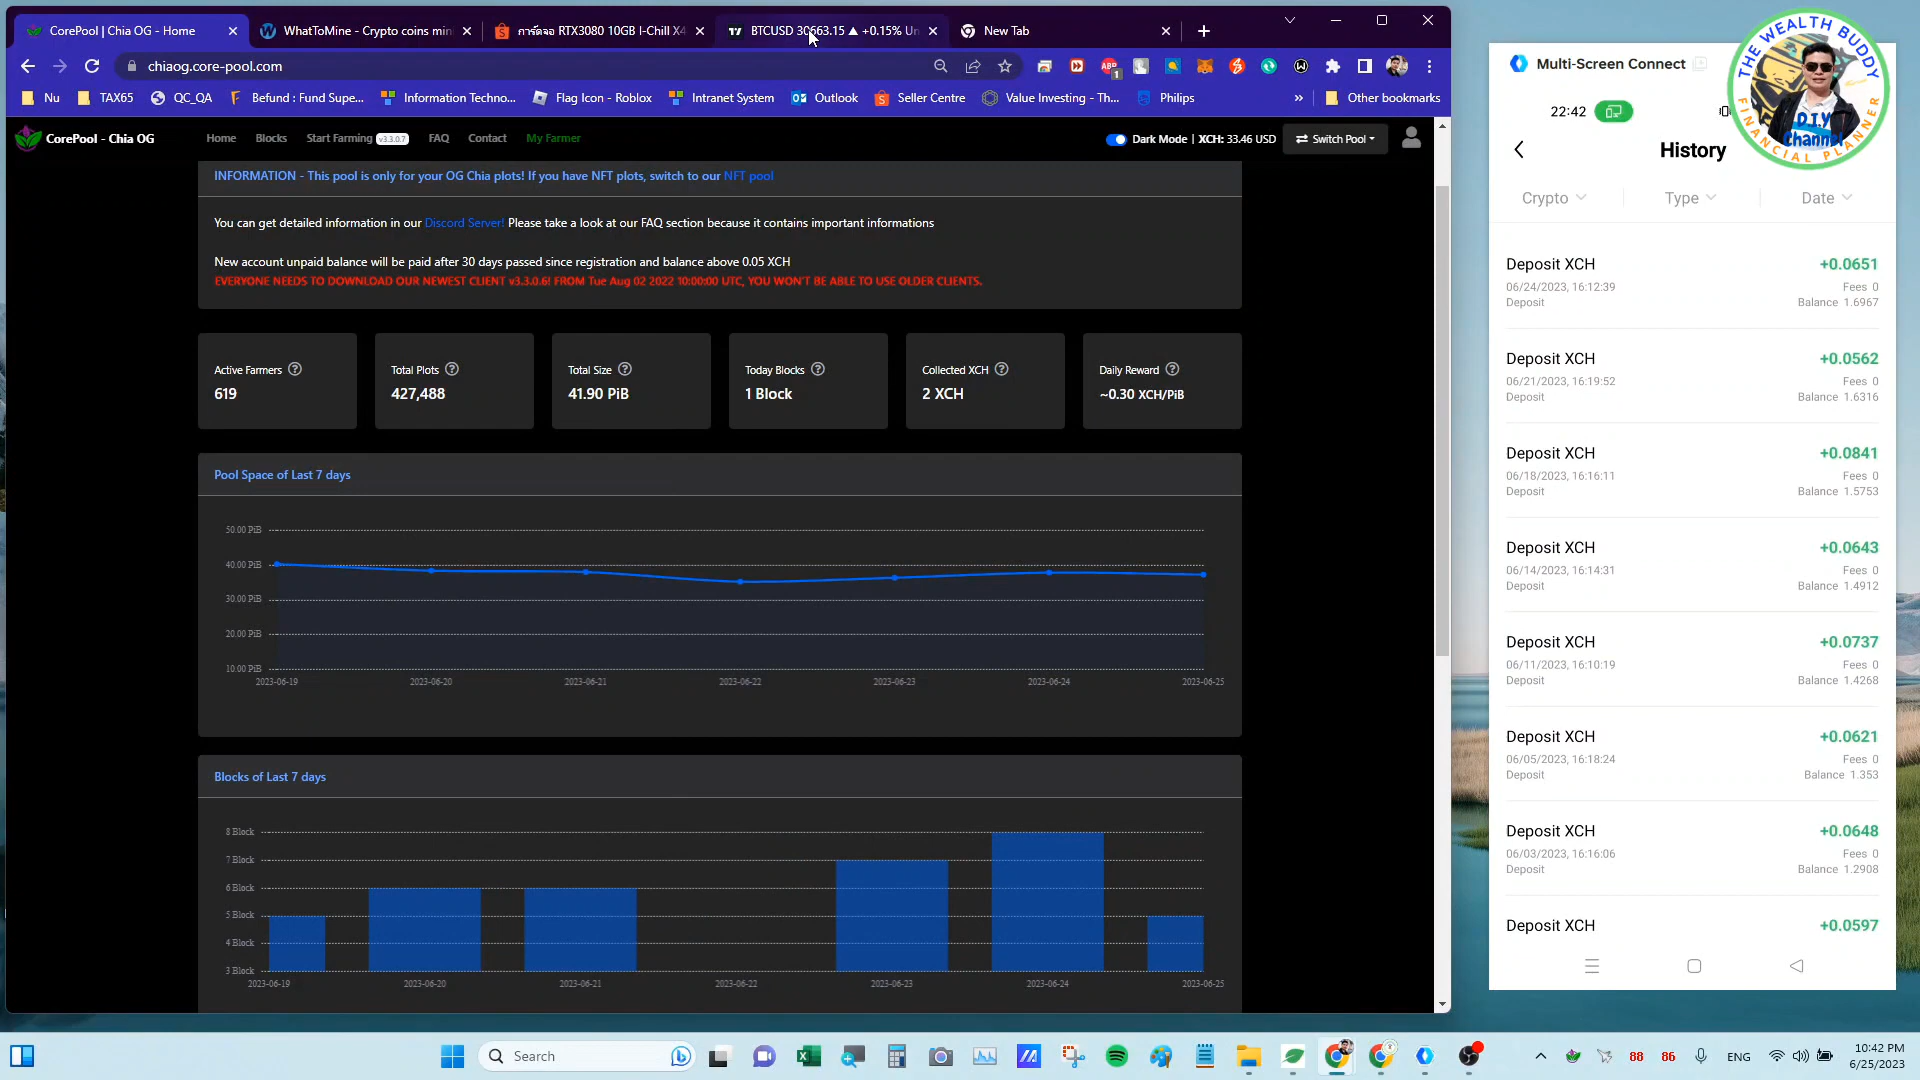 CorePool | Chia OG - Home
WhatToMine - Crypto coins min
การ์ดจอ RTX3080 10GB I-Chill X4
BTCUSD 30663.15 ▲ +0.15% Un
New Tab
chiaog.core-pool.com
Nu
TAX65
QC_QA
Befund : Fund Supe...
Information Techno...
Flag Icon - Roblox
Intranet System
Outlook
Seller Centre
Value Investing - Th...
Philips
»
Other bookmarks
CorePool - Chia OG
Home
Blocks
Start Farming v3.3.0.7
FAQ
Contact
My Farmer
Dark Mode | XCH: 33.46 USD
Switch Pool
INFORMATION - This pool is only for your OG Chia plots! If you have NFT plots, switch to our NFT pool
You can get detailed information in our Discord Server! Please take a look at our FAQ section because it contains important informations
New account unpaid balance will be paid after 30 days passed since registration and balance above 0.05 XCH
EVERYONE NEEDS TO DOWNLOAD OUR NEWEST CLIENT v3.3.0.6! FROM Tue Aug 02 2022 10:00:00 UTC, YOU WON'T BE ABLE TO USE OLDER CLIENTS.
Active Farmers
619
Total Plots
427,488
Total Size
41.90 PiB
Today Blocks
1 Block
Collected XCH
2 XCH
Daily Reward
~0.30 XCH/PiB
Pool Space of Last 7 days
50.00 PiB
40.00 PiB
30.00 PiB
20.00 PiB
10.00 PiB
2023-06-19
2023-06-20
2023-06-21
2023-06-22
2023-06-23
2023-06-24
2023-06-25
Blocks of Last 7 days
8 Block
7 Block
6 Block
5 Block
4 Block
3 Block
2023-06-19
2023-06-20
2023-06-21
2023-06-22
2023-06-23
2023-06-24
2023-06-25
Multi-Screen Connect
THE WEALTH BUDDY
D.I.Y
Channel
FINANCIAL PLANNER
22:42
History
Crypto
Type
Date
Deposit XCH +0.0651
06/24/2023, 16:12:39 Fees 0
Deposit Balance 1.6967
Deposit XCH +0.0562
06/21/2023, 16:19:52 Fees 0
Deposit Balance 1.6316
Deposit XCH +0.0841
06/18/2023, 16:16:11 Fees 0
Deposit Balance 1.5753
Deposit XCH +0.0643
06/14/2023, 16:14:31 Fees 0
Deposit Balance 1.4912
Deposit XCH +0.0737
06/11/2023, 16:10:19 Fees 0
Deposit Balance 1.4268
Deposit XCH +0.0621
06/05/2023, 16:18:24 Fees 0
Deposit Balance 1.353
Deposit XCH +0.0648
06/03/2023, 16:16:06 Fees 0
Deposit Balance 1.2908
Deposit XCH +0.0597
Search
88
86
ENG
10:42 PM
6/25/2023